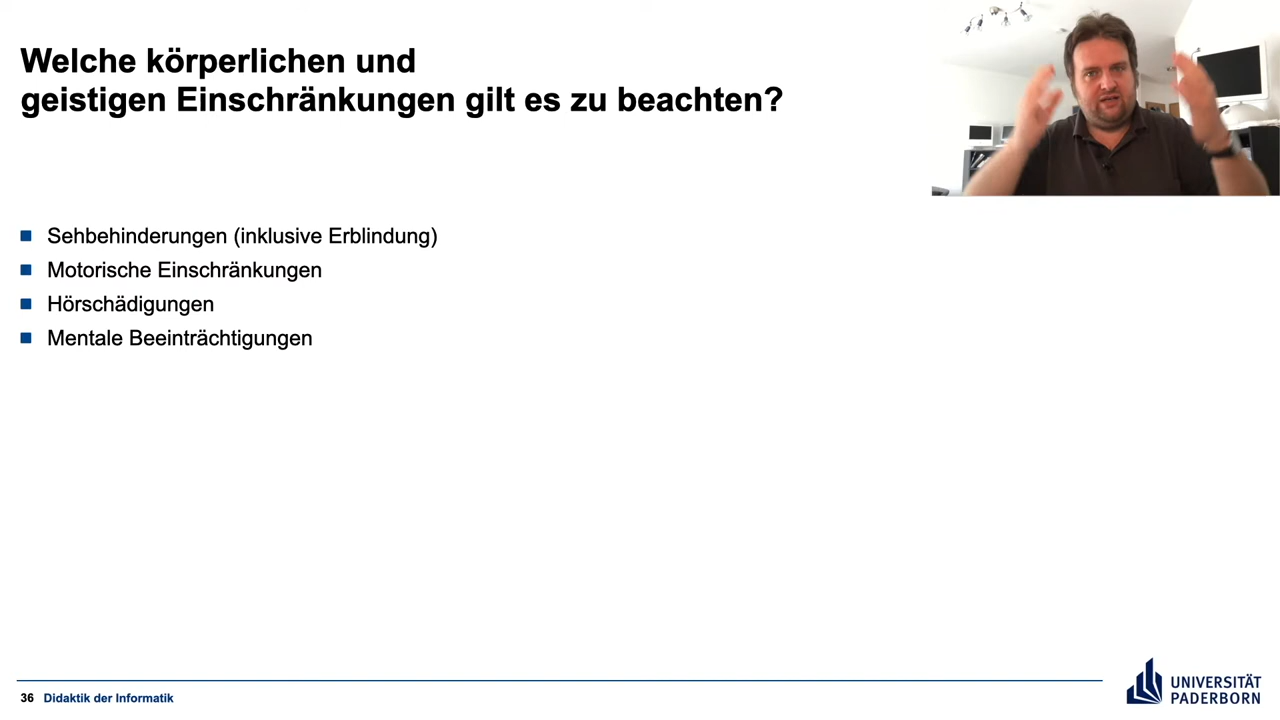 Welche körperlichen und
geistigen Einschränkungen gilt es zu beachten?
Sehbehinderungen (inklusive Erblindung)
Motorische Einschränkungen
Hörschädigungen
Mentale Beeinträchtigungen
36 Didaktik der Informatik
UNIVERSITÄT
PADERBORN